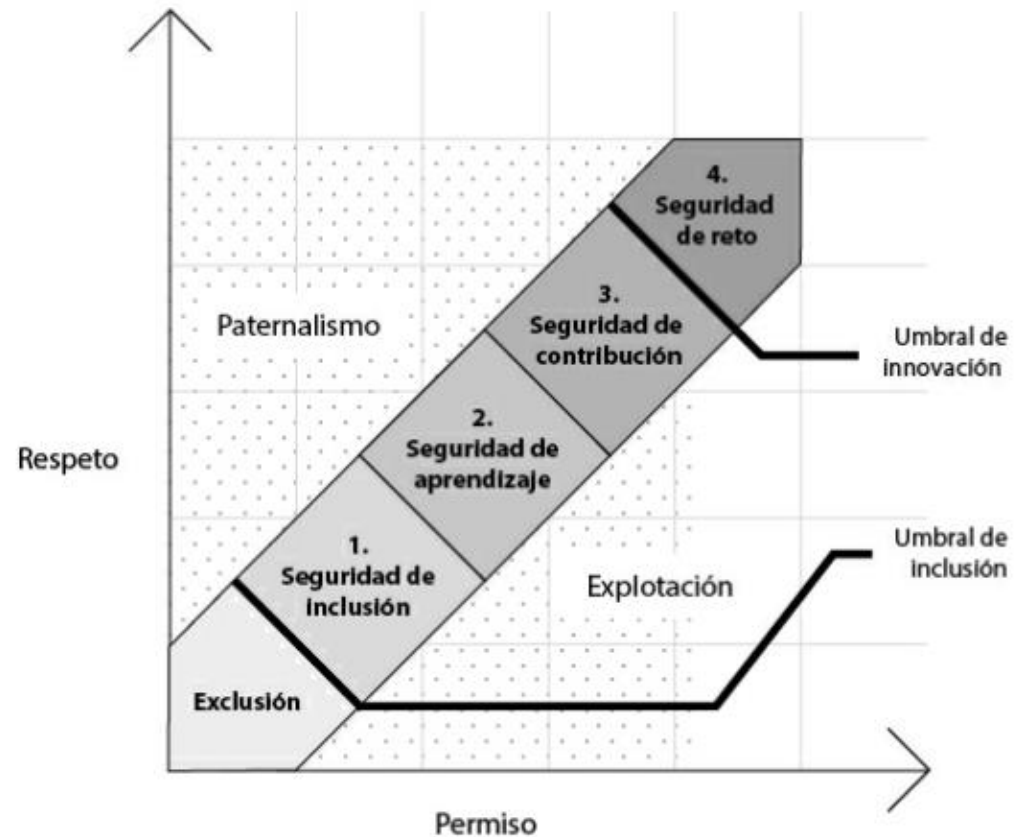 4.
Seguridad
de reto
3.
Seguridad de
contribución
Paternalismo
Umbral de
innovación
2.
Seguridad de
aprendizaje
Respeto
1.
Seguridad de
inclusión
Umbral de
inclusión
Explotación
Exclusión
Permiso